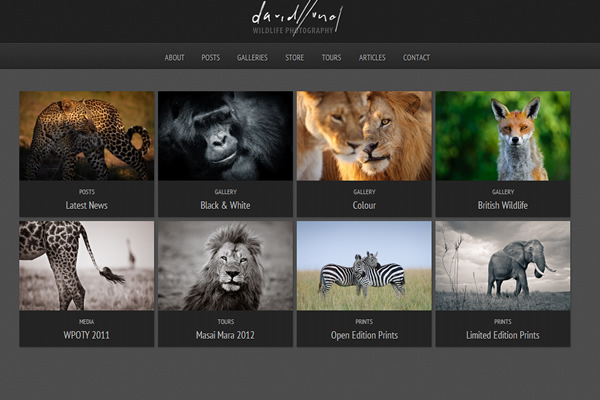 david lloyd
WILDLIFE PHOTOGRAPHY
ABOUT POSTS GALLERIES STORE TOURS ARTICLES CONTACT
POSTS GALLERY GALLERY GALLERY
Latest News Black & White Colour British Wildlife
MEDIA TOURS PRINTS PRINTS
WPOTY 2011 Masai Mara 2012 Open Edition Prints Limited Edition Prints